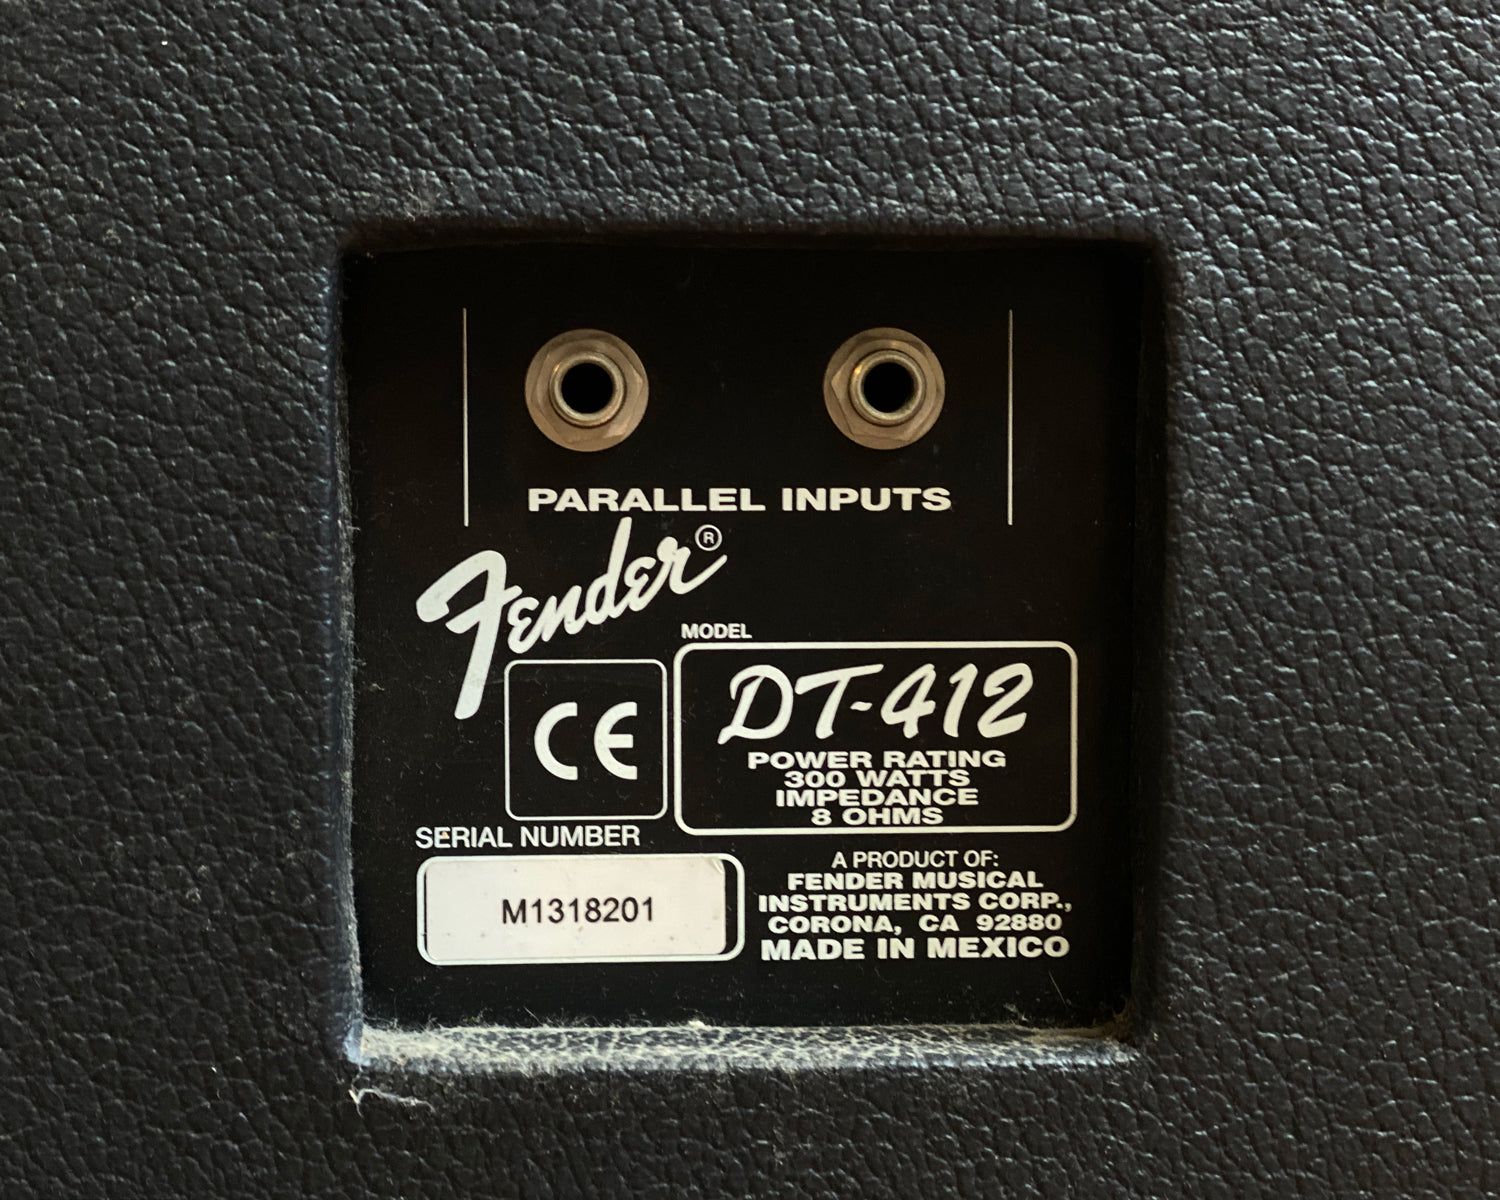 PARALLEL INPUTS
Fender®
MODEL
DT-412
POWER RATING
300 WATTS
IMPEDANCE
8 OHMS
CE
SERIAL NUMBER
M1318201
A PRODUCT OF:
FENDER MUSICAL
INSTRUMENTS CORP.,
CORONA, CA 92880
MADE IN MEXICO